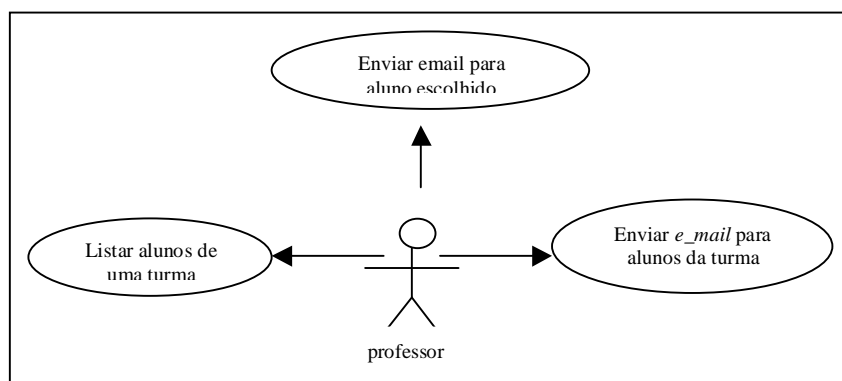 Enviar email para
aluno escolhido
Listar alunos de
uma turma
Enviar e_mail para
alunos da turma
professor